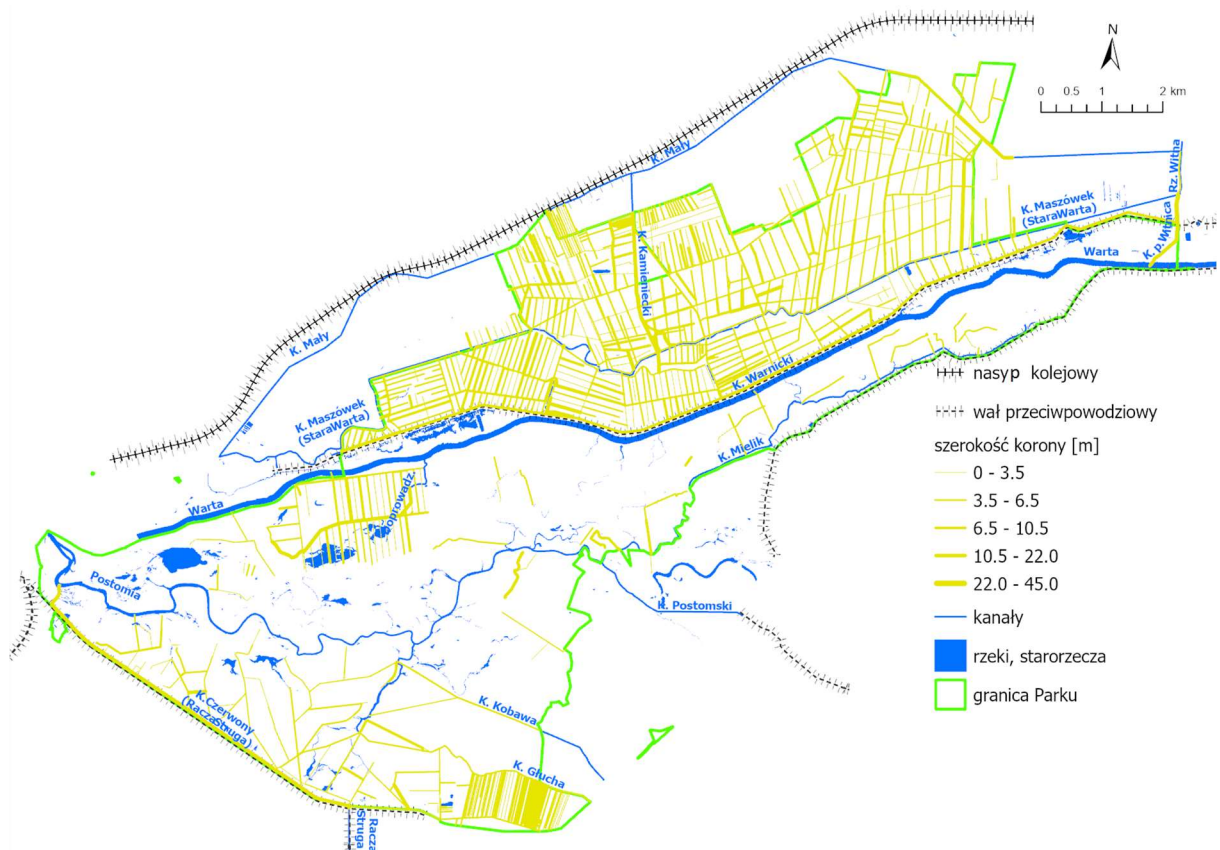 N
0 0.5 1 2 km
K. Mały
Rz. Witna
K. Maszówek
(StaraWarta)
K. p. Witnica
Warta
K. Kamieniecki
K. Mały
K. Warnicki
K. Maszówek
(StaraWarta)
K. Mielik
Doprowadz.
Warta
Postomia
K. Postomski
K.Czerwony
(Racza Struga)
K. Kobawa
K. Głucha
Racza
Struga
nasyp kolejowy
wał przeciwpowodziowy
szerokość korony [m]
0 - 3.5
3.5 - 6.5
6.5 - 10.5
10.5 - 22.0
22.0 - 45.0
kanały
rzeki, starorzecza
granica Parku